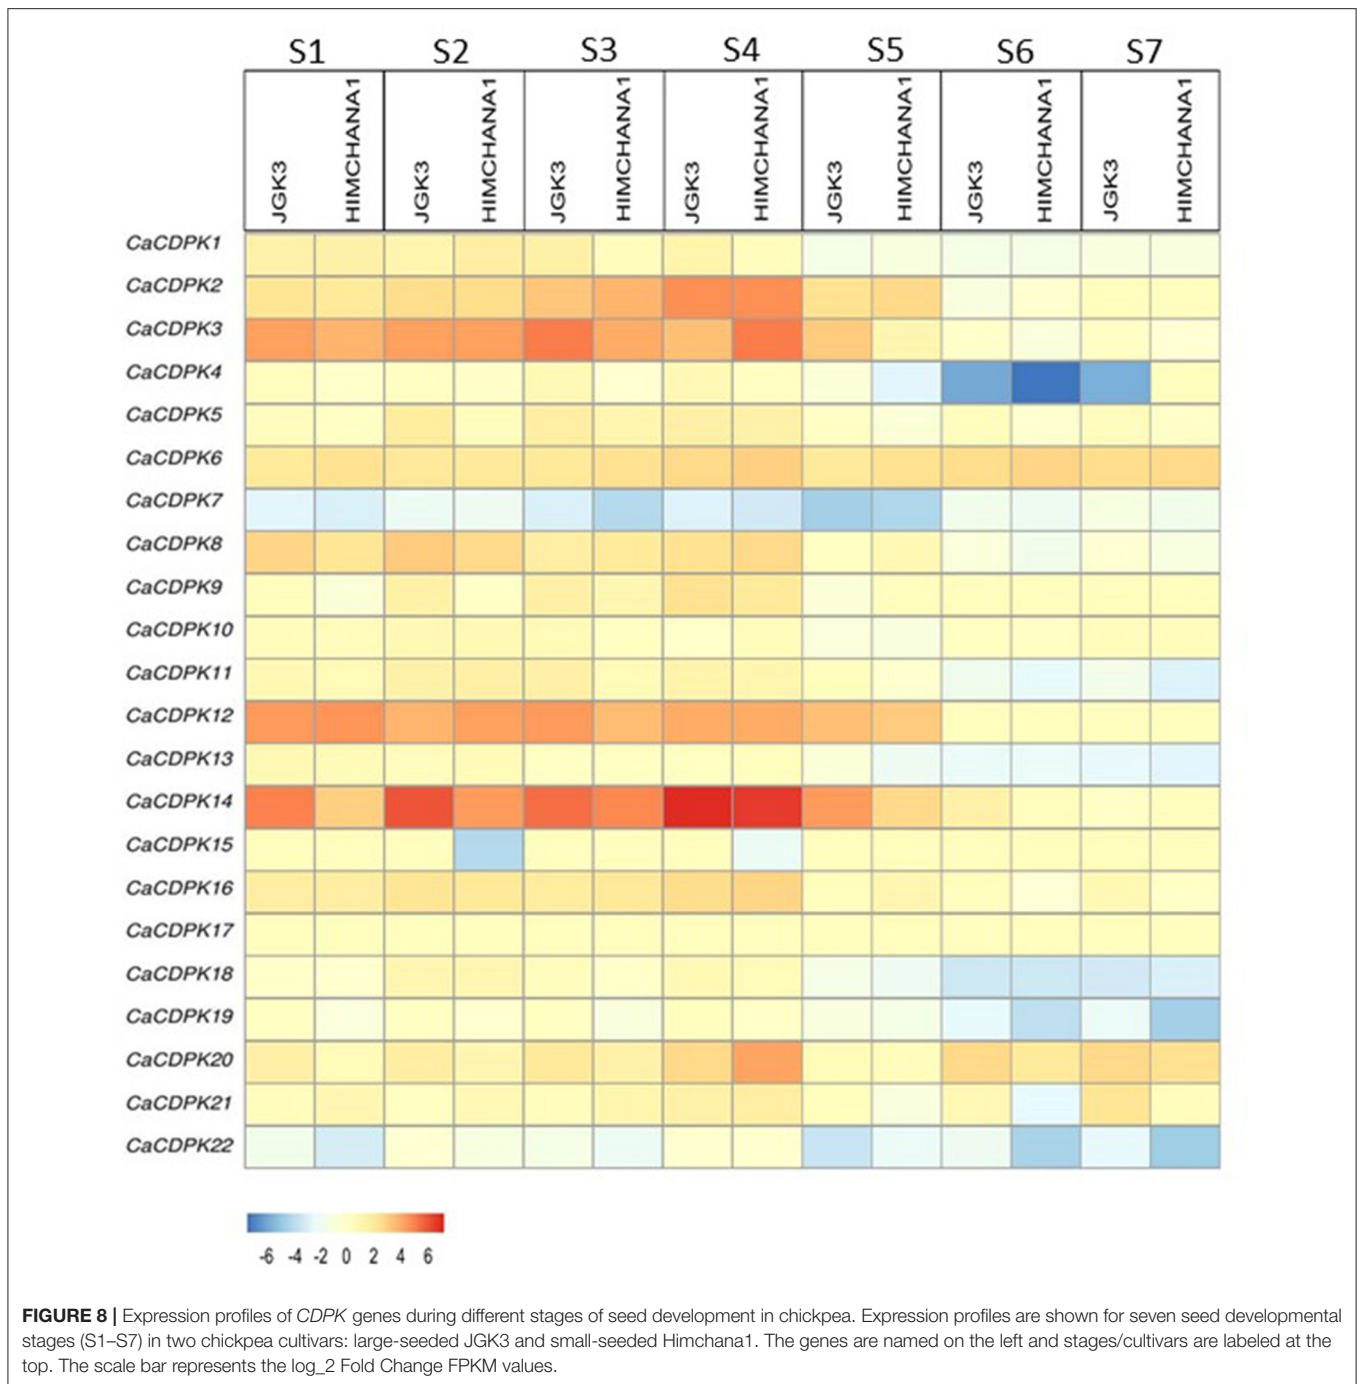 S1 S2 S3 S4 S5 S6 S7
JGK3 HIMCHANA1 JGK3 HIMCHANA1 JGK3 HIMCHANA1 JGK3 HIMCHANA1 JGK3 HIMCHANA1 JGK3 HIMCHANA1 JGK3 HIMCHANA1
CaCDPK1
CaCDPK2
CaCDPK3
CaCDPK4
CaCDPK5
CaCDPK6
CaCDPK7
CaCDPK8
CaCDPK9
CaCDPK10
CaCDPK11
CaCDPK12
CaCDPK13
CaCDPK14
CaCDPK15
CaCDPK16
CaCDPK17
CaCDPK18
CaCDPK19
CaCDPK20
CaCDPK21
CaCDPK22
-6 -4 -2 0 2 4 6
FIGURE 8 | Expression profiles of CDPK genes during different stages of seed development in chickpea. Expression profiles are shown for seven seed developmental
stages (S1–S7) in two chickpea cultivars: large-seeded JGK3 and small-seeded Himchana1. The genes are named on the left and stages/cultivars are labeled at the
top. The scale bar represents the log_2 Fold Change FPKM values.